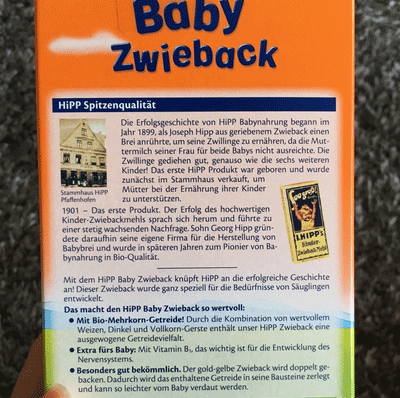 Baby
Zwieback
HiPP Spitzenqualität
Die Erfolgsgeschichte von HiPP Babynahrung begann im
Jahr 1899, als Joseph Hipp aus geriebenem Zwieback einen
Brei anrührte, um seine Zwillinge zu ernähren, da die Mut-
termilch seiner Frau für beide Babys nicht ausreichte. Die
Zwillinge gediehen gut, genauso wie die sechs weiteren
Kinder! Das erste HiPP Produkt war geboren und wurde
zunächst im Stammhaus verkauft, um
Mütter bei der Ernährung ihrer Kinder
zu unterstützen.
Stammhaus HiPP
Pfaffenhofen
1901 – Das erste Produkt. Der Erfolg des hochwertigen
Kinder-Zwiebackmehls sprach sich herum und führte zu
einer stetig wachsenden Nachfrage. Sohn Georg Hipp grün-
dete daraufhin seine eigene Firma für die Herstellung von
Babybrei und wurde in späteren Jahren zum Pionier von Ba-
bynahrung in Bio-Qualität.
J. HIPP'S
Kinder-
Zwieback Mehl
Mit dem HiPP Baby Zwieback knüpft HiPP an die erfolgreiche Geschichte
an! Dieser Zwieback wurde ganz speziell für die Bedürfnisse von Säuglingen
entwickelt.
Das macht den HiPP Baby Zwieback so wertvoll:
• Mit Bio-Mehrkorn-Getreide! Durch die Kombination von wertvollem
Weizen, Dinkel und Vollkorn-Gerste enthält unser HiPP Zwieback eine
ausgewogene Getreidevielfalt.
• Extra fürs Baby: Mit Vitamin B₁, das wichtig ist für die Entwicklung des
Nervensystems.
• Besonders gut bekömmlich. Der gold-gelbe Zwieback wird doppelt ge-
backen. Dadurch wird das enthaltene Getreide in seine Bausteine zerlegt
und kann so leichter vom Baby verdaut werden.